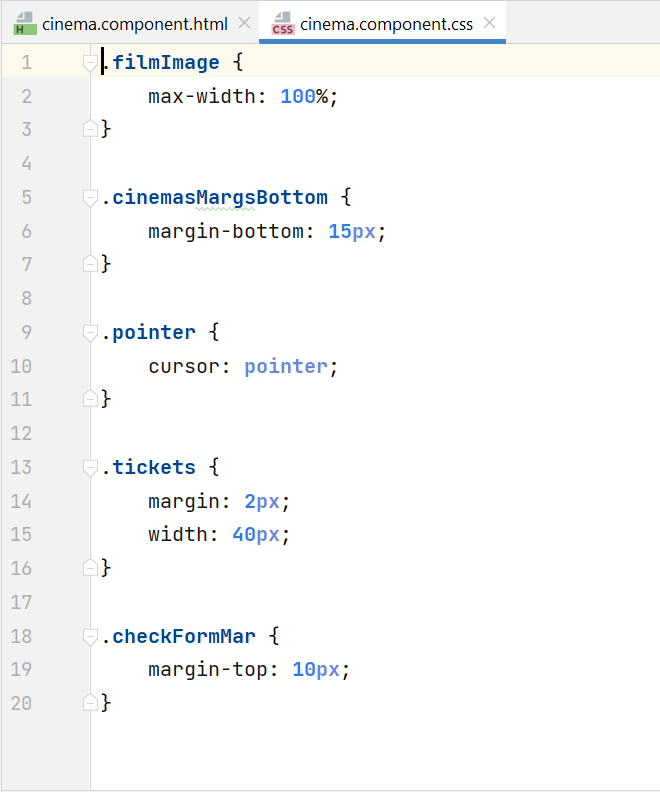 H cinema.component.html
CSS cinema.component.css
1 .filmImage {
2 max-width: 100%;
3 }
4
5 .cinemasMargsBottom {
6 margin-bottom: 15px;
7 }
8
9 .pointer {
10 cursor: pointer;
11 }
12
13 .tickets {
14 margin: 2px;
15 width: 40px;
16 }
17
18 .checkFormMar {
19 margin-top: 10px;
20 }